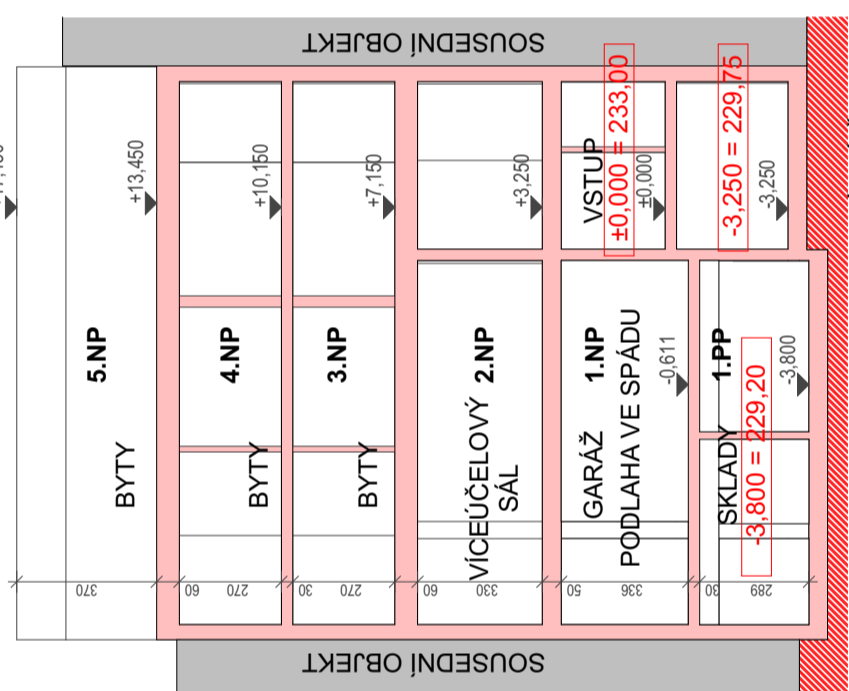 SOUSEDNÍ OBJEKT
+13,450
5.NP
BYTY
370
+10,150
4.NP
BYTY
60
270
+7,150
3.NP
BYTY
30
270
+3,250
2.NP
VÍCEÚČELOVÝ
SÁL
60
330
VSTUP
±0,000 = 233,00
±0,000
1.NP
GARÁŽ
PODLAHA VE SPÁDU
-0,611
50
336
-3,250 = 229,75
-3,250
1.PP
SKLADY
-3,800 = 229,20
-3,800
30
289
SOUSEDNÍ OBJEKT